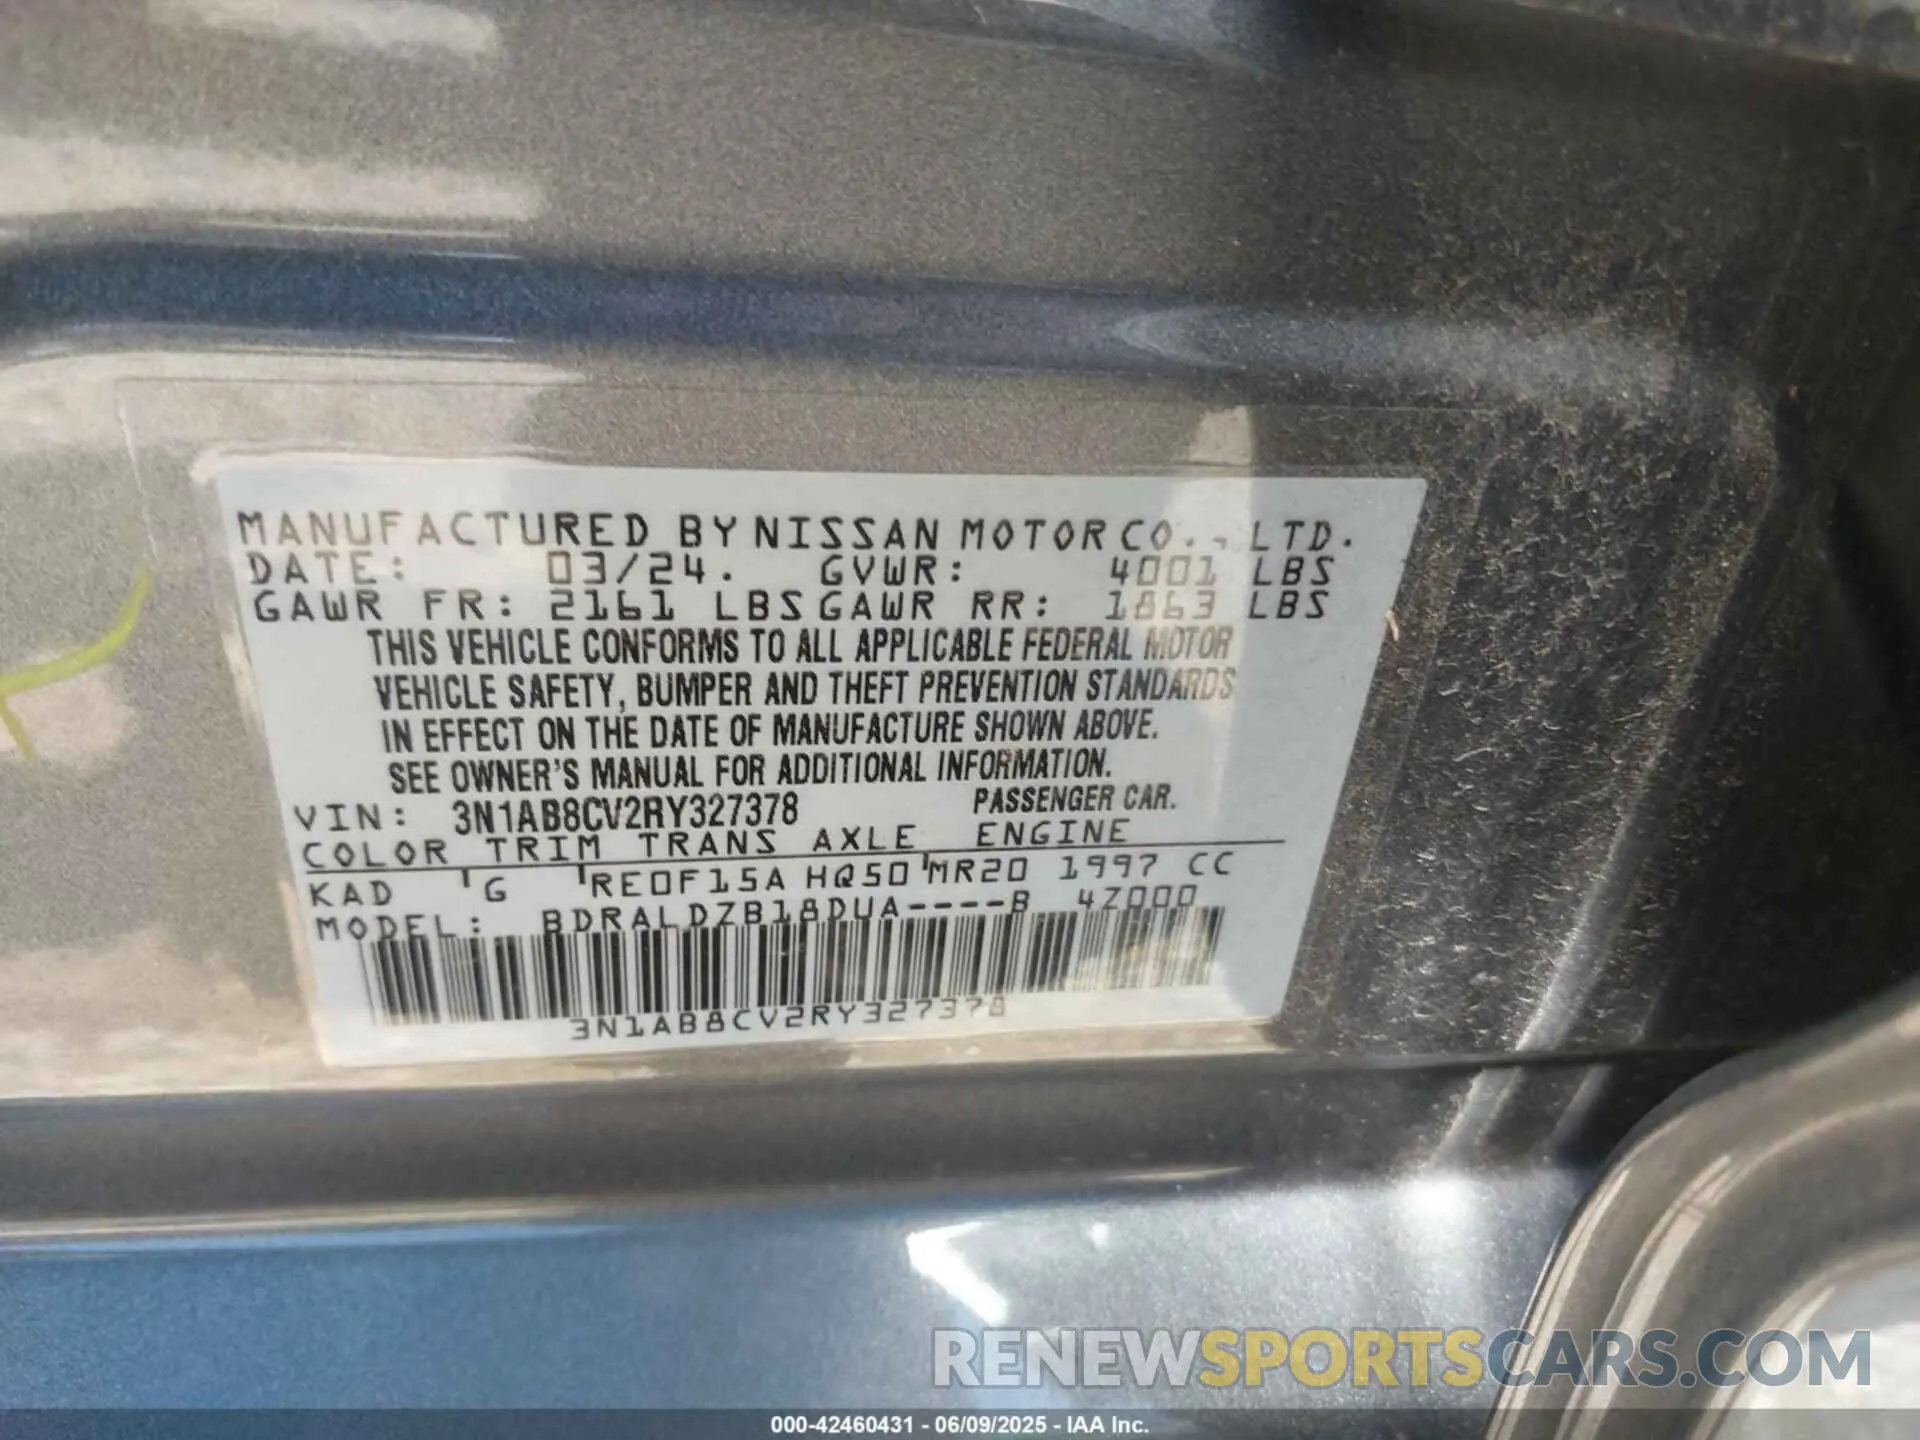 MANUFACTURED BY NISSAN MOTOR CO., LTD.
DATE: 03/24. GVWR: 4001 LBS
GAWR FR: 2161 LBS GAWR RR: 1863 LBS
THIS VEHICLE CONFORMS TO ALL APPLICABLE FEDERAL MOTOR
VEHICLE SAFETY, BUMPER AND THEFT PREVENTION STANDARDS
IN EFFECT ON THE DATE OF MANUFACTURE SHOWN ABOVE.
SEE OWNER'S MANUAL FOR ADDITIONAL INFORMATION.
VIN: 3N1AB8CV2RY327378 PASSENGER CAR.
COLOR TRIM TRANS AXLE ENGINE
KAD G RE0F15A HQ50 MR20 1997 CC
MODEL: BDRALDZB18DUA----B 4Z000
3N1AB8CV2RY327378
RENEWSPORTSCARS.COM
000-42460431 - 06/09/2025 - IAA Inc.